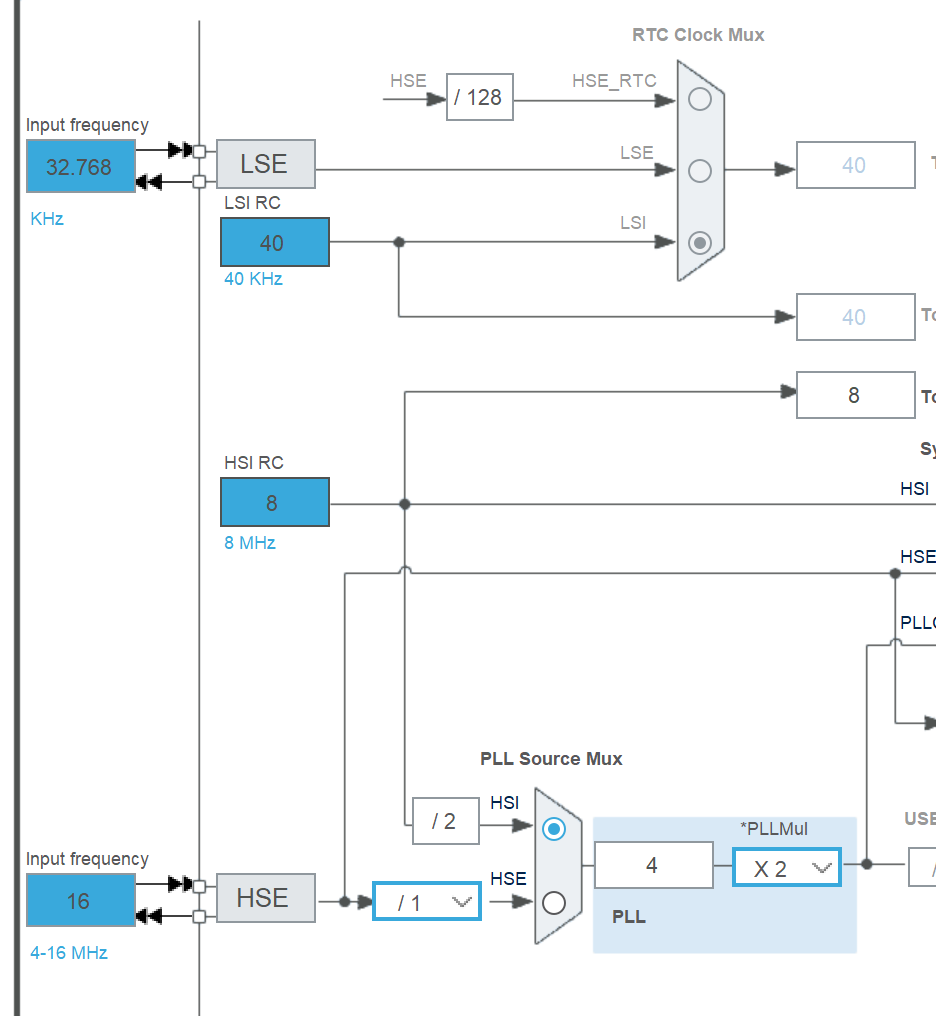 RTC Clock Mux
HSE
/ 128
HSE_RTC
Input frequency
32.768
KHz
LSE
LSE
40
LSI RC
40
40 KHz
LSI
40
8
HSI RC
8
8 MHz
HSI
HSE
PLL Source Mux
HSI
/ 2
*PLLMul
4
X 2
PLL
Input frequency
16
4-16 MHz
HSE
/ 1
HSE